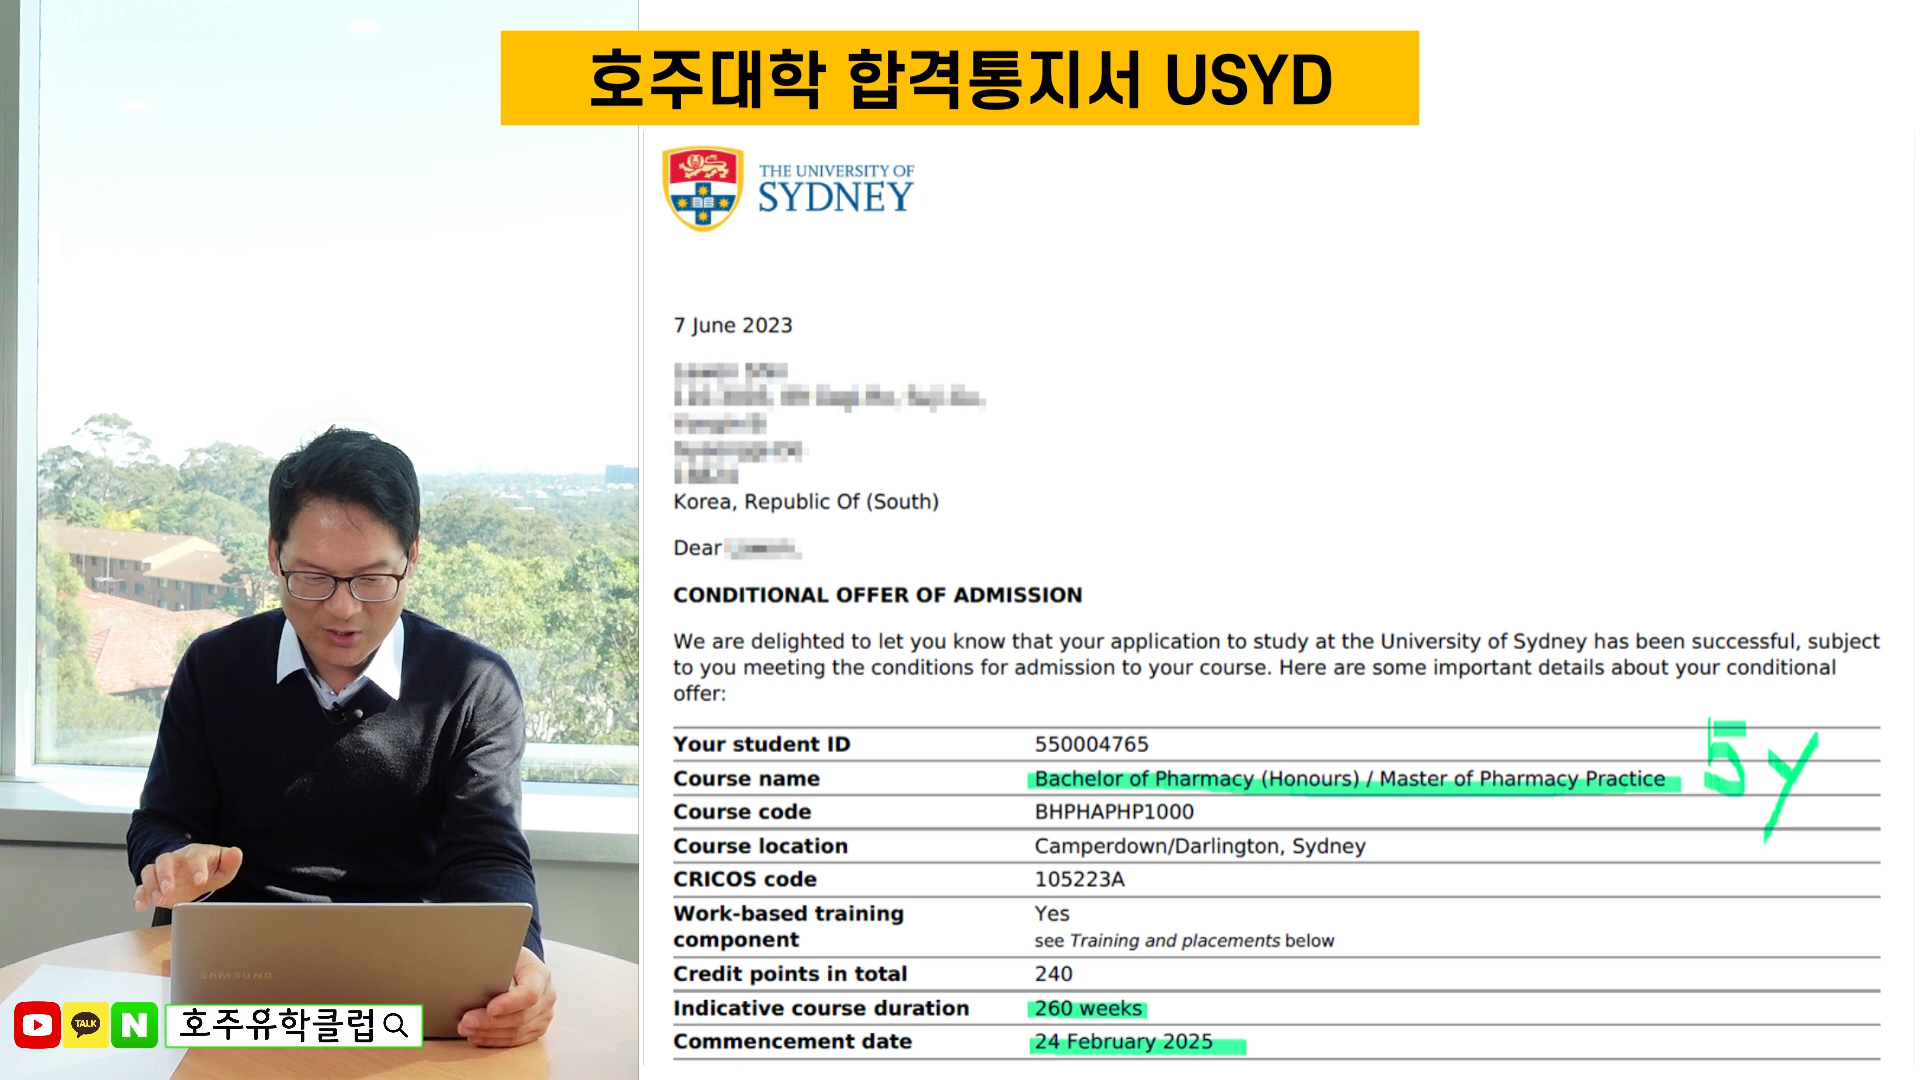 호주대학 합격통지서 USYD
THE UNIVERSITY OF
SYDNEY
7 June 2023
Korea, Republic Of (South)
Dear
CONDITIONAL OFFER OF ADMISSION
We are delighted to let you know that your application to study at the University of Sydney has been successful, subject
to you meeting the conditions for admission to your course. Here are some important details about your conditional
offer:
Your student ID 550004765
Course name Bachelor of Pharmacy (Honours) / Master of Pharmacy Practice 5y
Course code BHPHAPHP1000
Course location Camperdown/Darlington, Sydney
CRICOS code 105223A
Work-based training Yes
component see Training and placements below
Credit points in total 240
Indicative course duration 260 weeks
Commencement date 24 February 2025
SAMSUNG
TALK
N
호주유학클럽